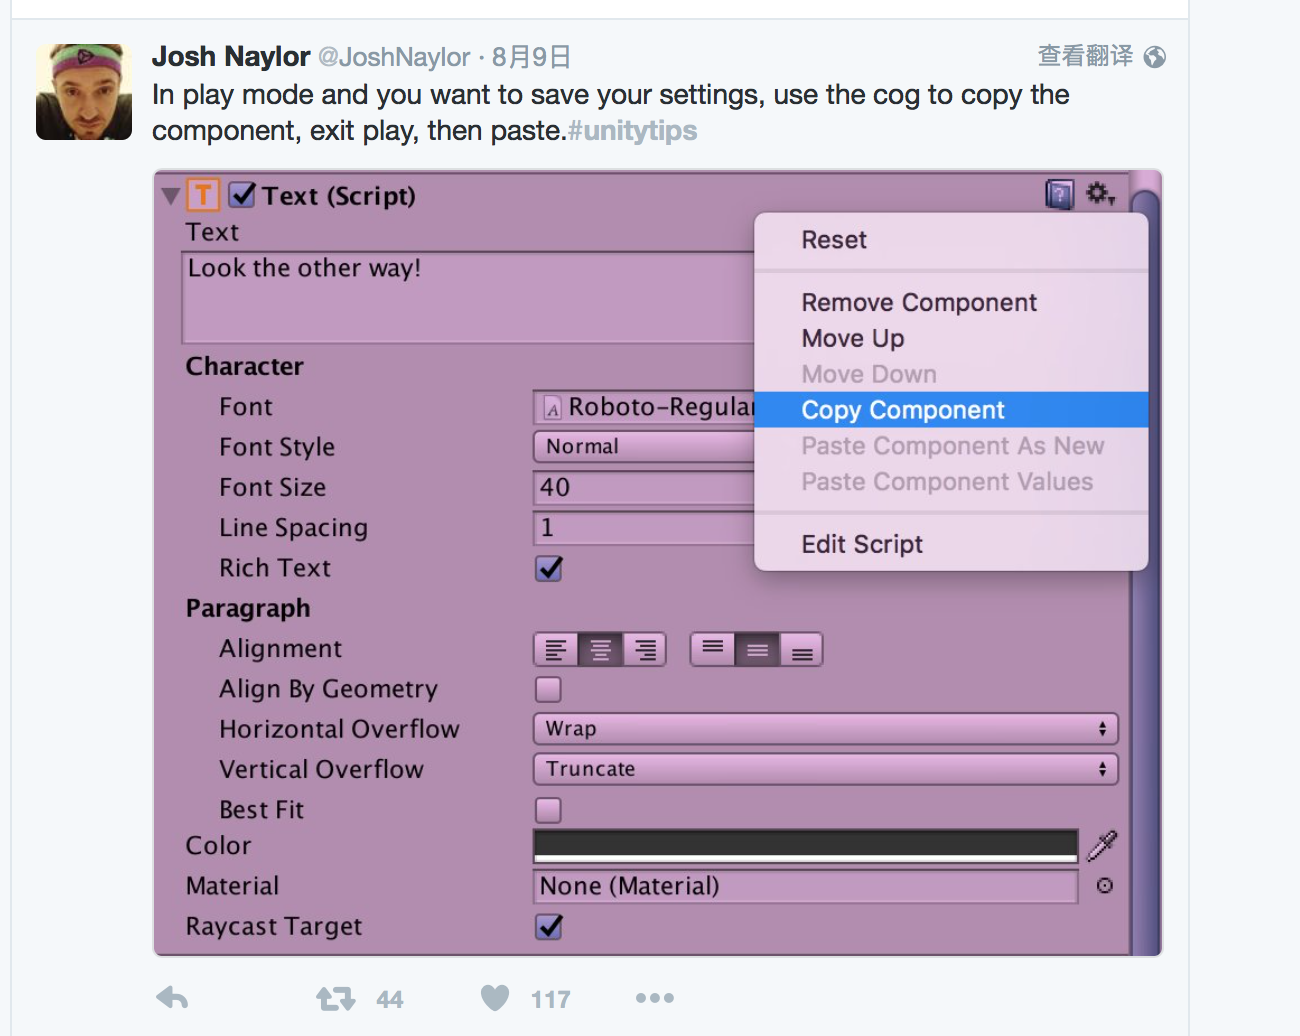 Josh Naylor @JoshNaylor · 8月9日 查看翻译
In play mode and you want to save your settings, use the cog to copy the
component, exit play, then paste.#unitytips
T Text (Script)
Text
Look the other way!
Reset
Remove Component
Move Up
Move Down
Copy Component
Paste Component As New
Paste Component Values
Edit Script
Character
Font Roboto-Regular
Font Style Normal
Font Size 40
Line Spacing 1
Rich Text
Paragraph
Alignment
Align By Geometry
Horizontal Overflow Wrap
Vertical Overflow Truncate
Best Fit
Color
Material None (Material)
Raycast Target
44 117